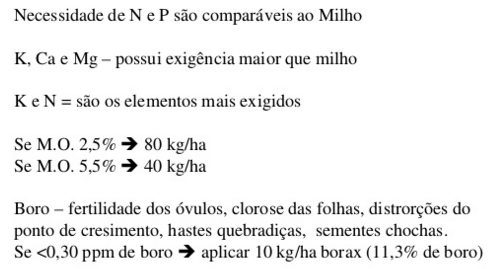 Necessidade de N e P são comparáveis ao Milho
K, Ca e Mg – possui exigência maior que milho
K e N = são os elementos mais exigidos
Se M.O. 2,5% ➔ 80 kg/ha
Se M.O. 5,5% ➔ 40 kg/ha
Boro – fertilidade dos óvulos, clorose das folhas, distrorções do
ponto de cresimento, hastes quebradiças, sementes chochas.
Se <0,30 ppm de boro ➔ aplicar 10 kg/ha borax (11,3% de boro)